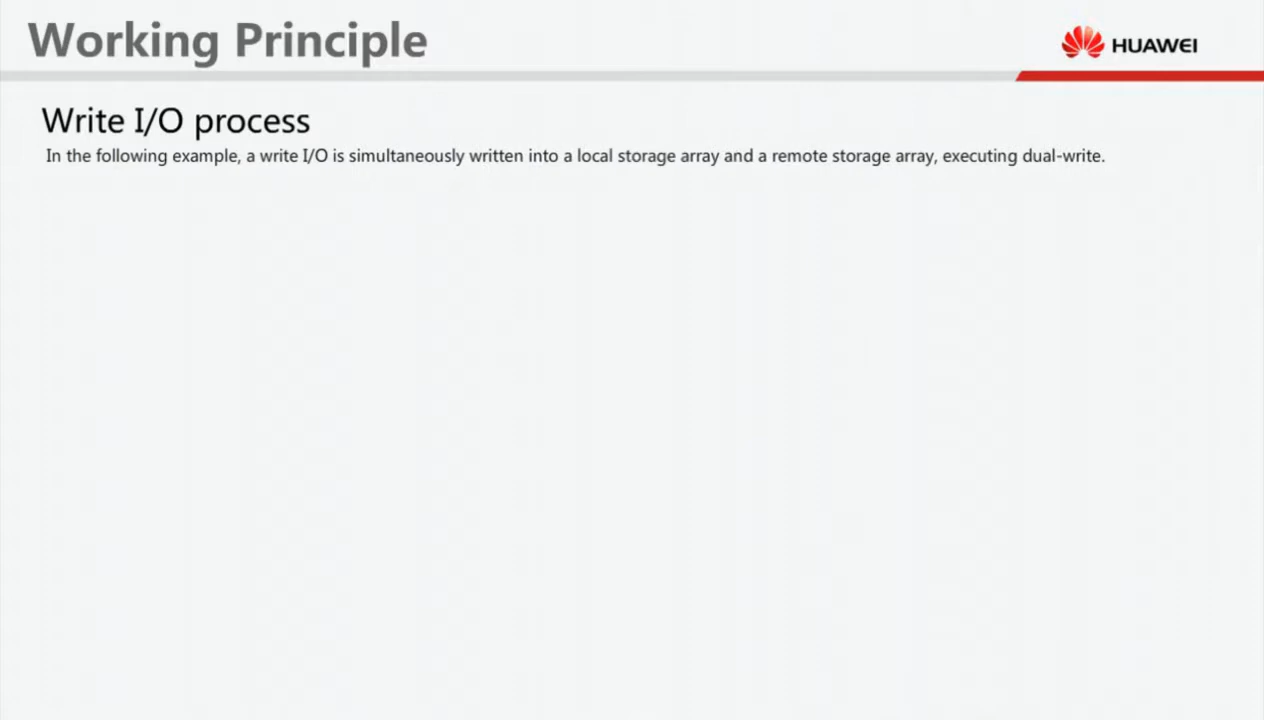 Working Principle
HUAWEI
Write I/O process
In the following example, a write I/O is simultaneously written into a local storage array and a remote storage array, executing dual-write.